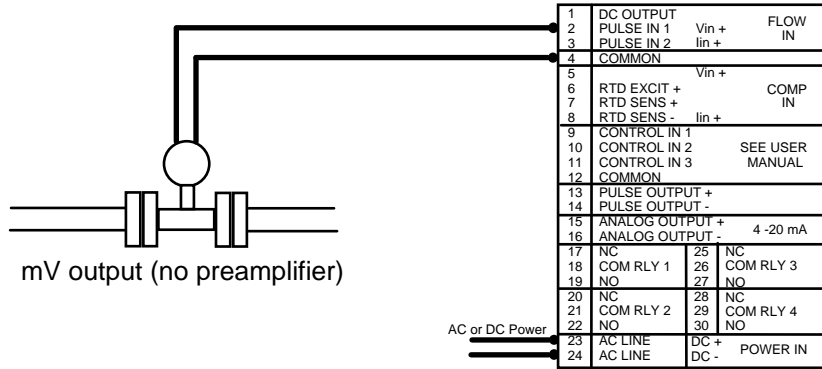 1 DC OUTPUT
2 PULSE IN 1 Vin + FLOW
3 PULSE IN 2 Iin + IN
4 COMMON
5 Vin +
6 RTD EXCIT + COMP
7 RTD SENS + IN
8 RTD SENS - Iin +
9 CONTROL IN 1
10 CONTROL IN 2 SEE USER
11 CONTROL IN 3 MANUAL
12 COMMON
13 PULSE OUTPUT +
14 PULSE OUTPUT -
15 ANALOG OUTPUT + 4 -20 mA
16 ANALOG OUTPUT -
17 NC 25 NC
18 COM RLY 1 26 COM RLY 3
19 NO 27 NO
20 NC 28 NC
21 COM RLY 2 29 COM RLY 4
22 NO 30 NO
23 AC LINE DC + POWER IN
24 AC LINE DC -
mV output (no preamplifier)
AC or DC Power